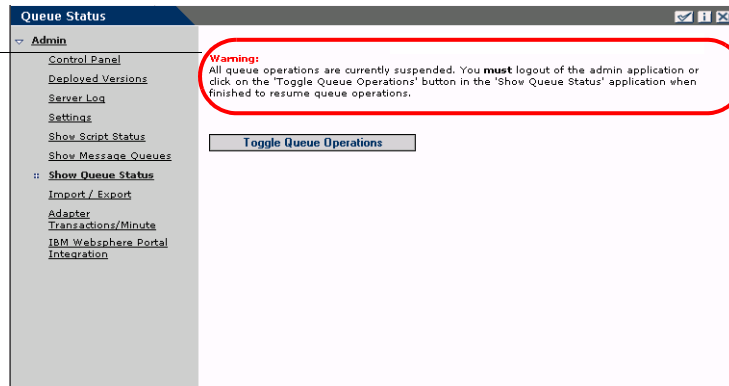 Queue Status
Admin
Control Panel
Deployed Versions
Server Log
Settings
Show Script Status
Show Message Queues
Show Queue Status
Import / Export
Adapter
Transactions/Minute
IBM Websphere Portal
Integration
Warning:
All queue operations are currently suspended. You must logout of the admin application or
click on the 'Toggle Queue Operations' button in the 'Show Queue Status' application when
finished to resume queue operations.
Toggle Queue Operations